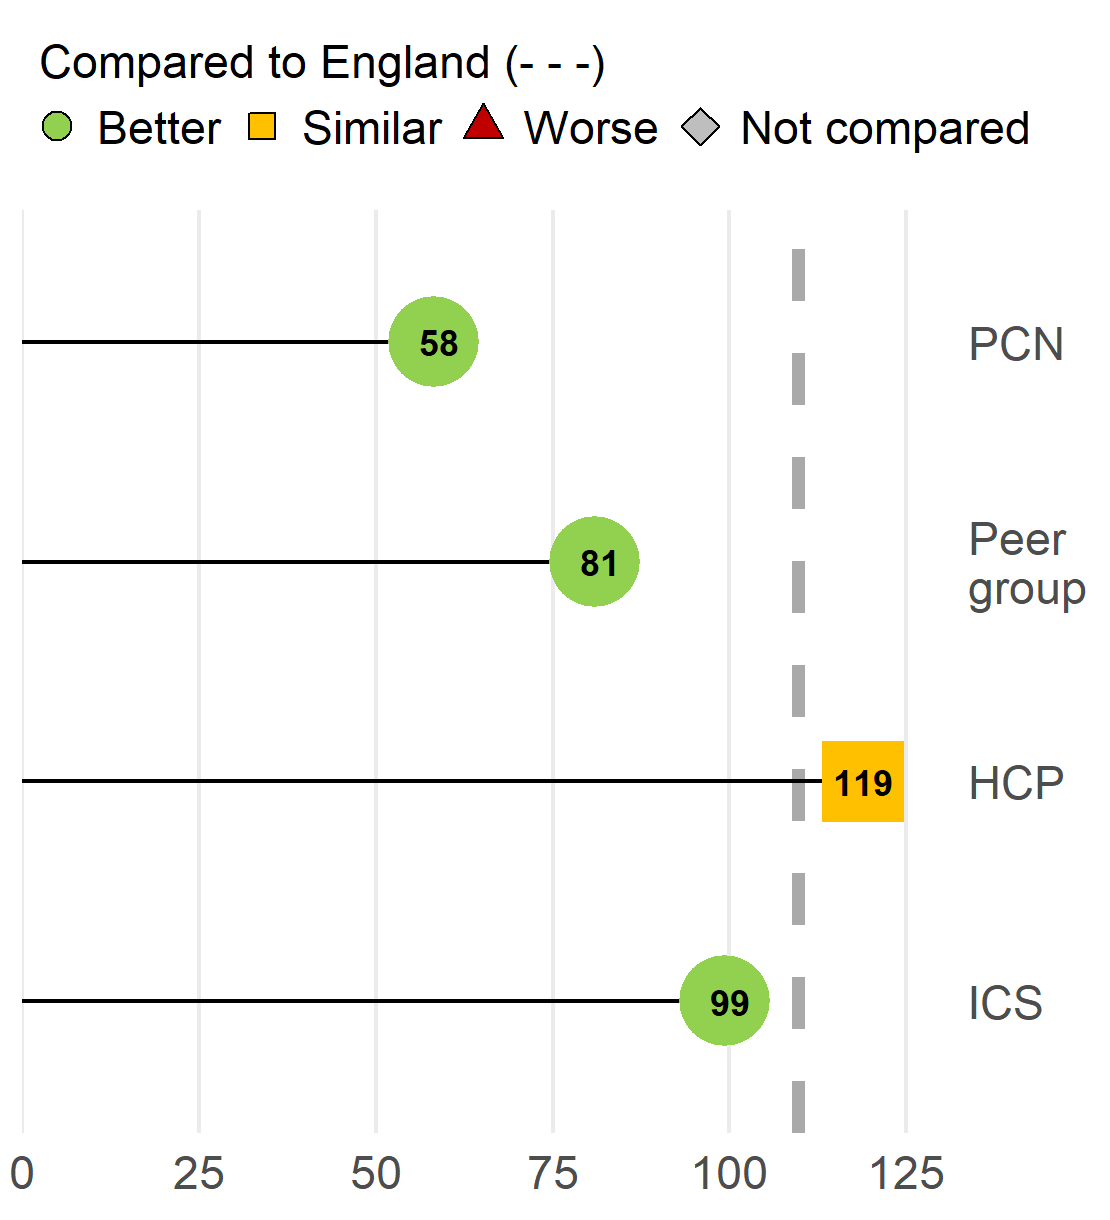 Compared to England (- - -)
Better Similar Worse Not compared
58 PCN
81 Peer
group
119 HCP
99 ICS
0 25 50 75 100 125